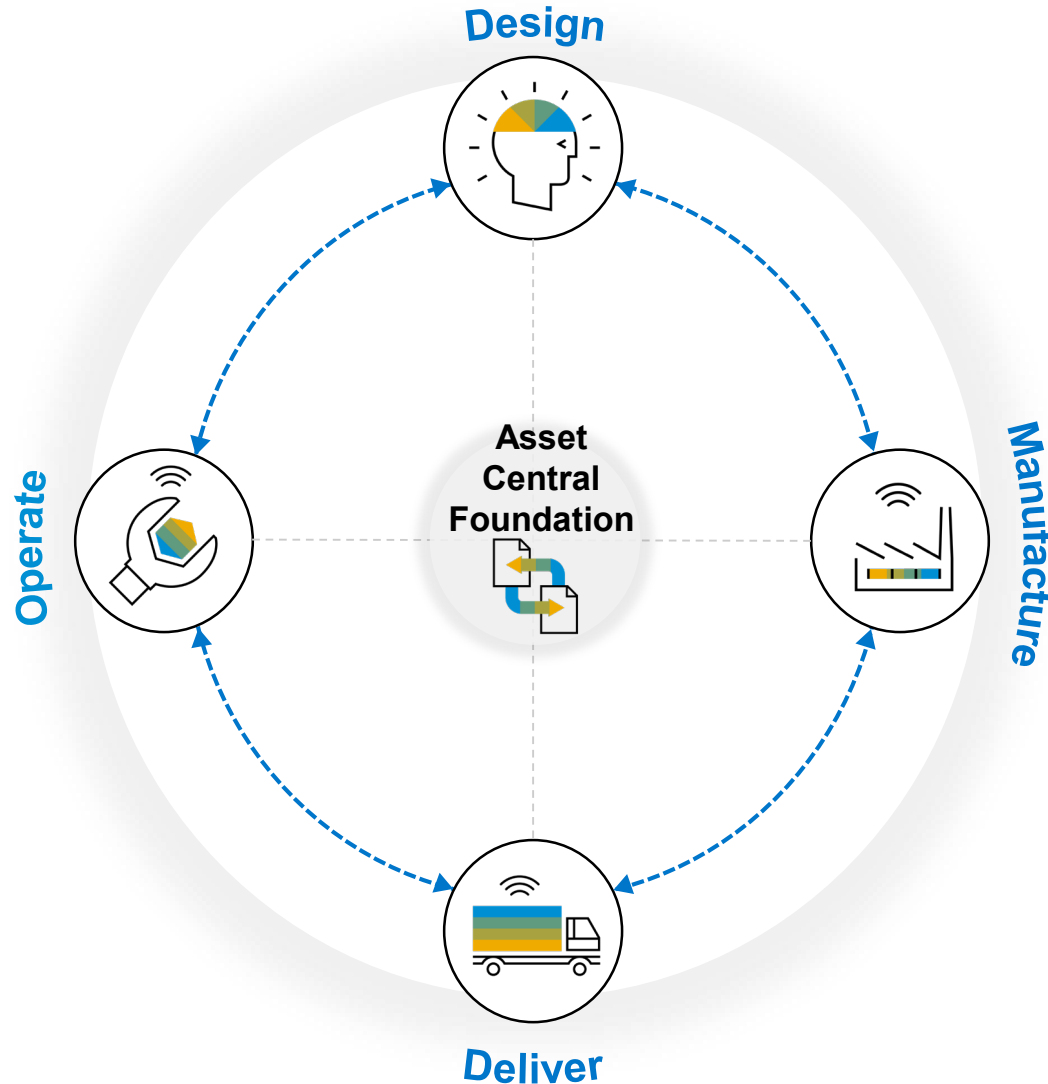 Design
Asset
Central
Foundation
Operate
Manufacture
Deliver